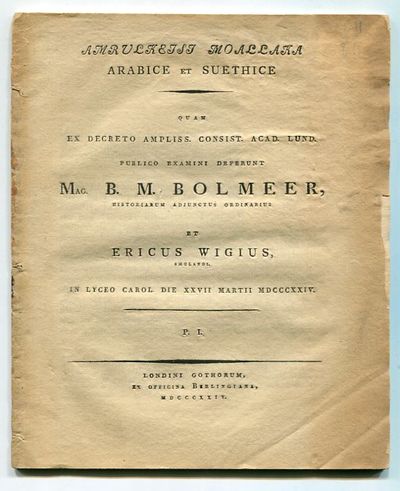 AMRULKEISI MOALLAKA
ARABICE ET SUETHICE
QUAM
EX DECRETO AMPLISS. CONSIST. ACAD. LUND.
PUBLICO EXAMINI DEFERUNT
MAG. B. M. BOLMEER,
HISTORIARUM ADJUNCTUS ORDINARIUS
ET
ERICUS WIGIUS,
SMOLANDI.
IN LYCEO CAROL. DIE XXVII MARTII MDCCCXXIV.
P. I.
LONDINI GOTHORUM,
EX OFFICINA BERLINGIANA,
MDCCCXXIV.